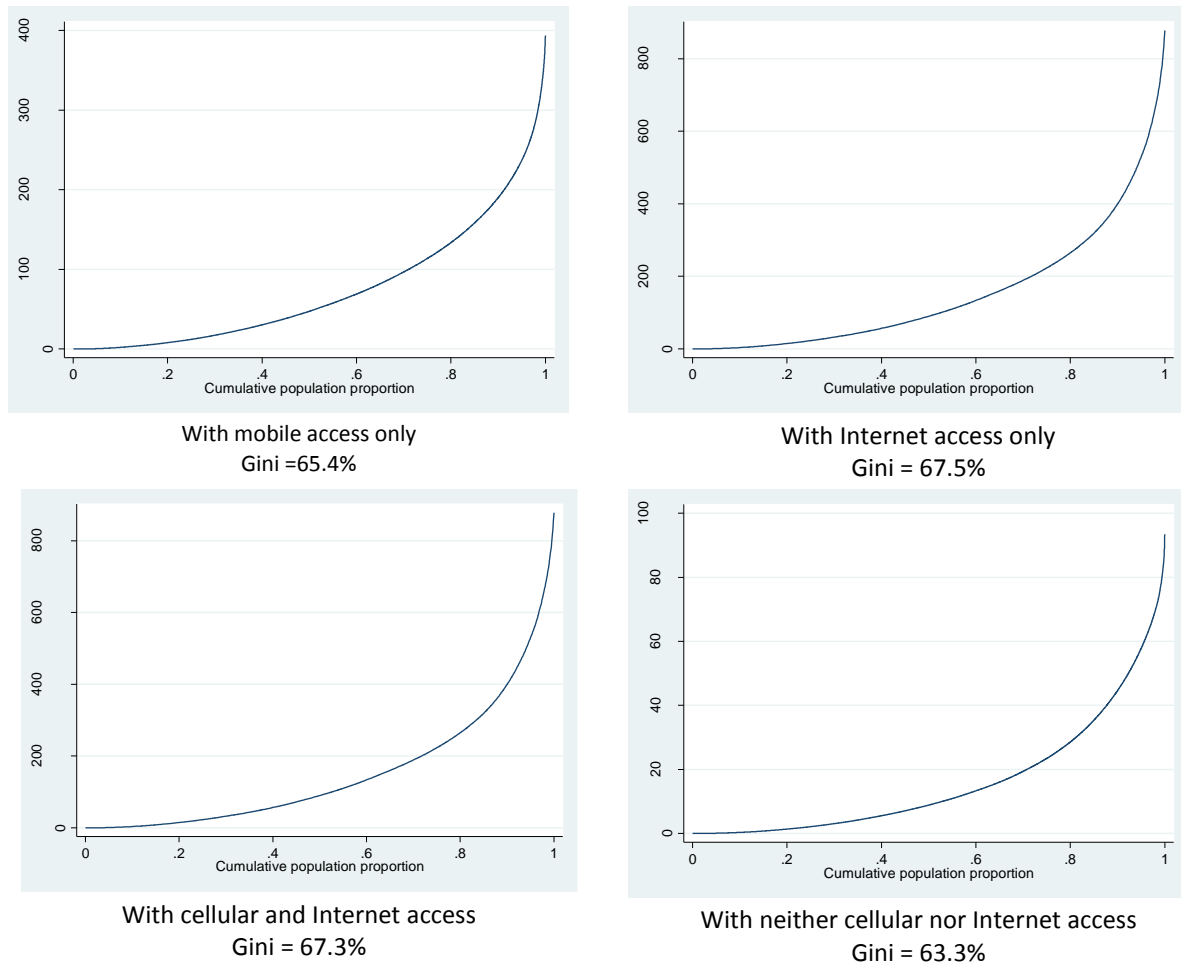 400
300
200
100
0
0 .2 .4 .6 .8 1
Cumulative population proportion
With mobile access only
Gini =65.4%
800
600
400
200
0
0 .2 .4 .6 .8 1
Cumulative population proportion
With Internet access only
Gini = 67.5%
800
600
400
200
0
0 .2 .4 .6 .8 1
Cumulative population proportion
With cellular and Internet access
Gini = 67.3%
100
80
60
40
20
0
0 .2 .4 .6 .8 1
Cumulative population proportion
With neither cellular nor Internet access
Gini = 63.3%